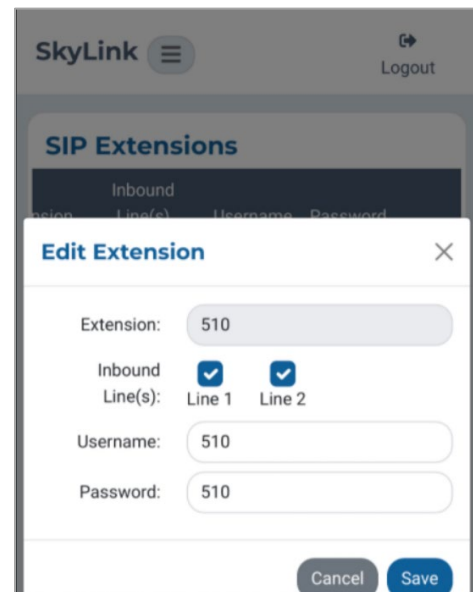 SkyLink
Logout
SIP Extensions
Inbound
Line(s) Username Password
Edit Extension
Extension: 510
Inbound
Line(s):
Line 1 Line 2
Username: 510
Password: 510
Cancel Save